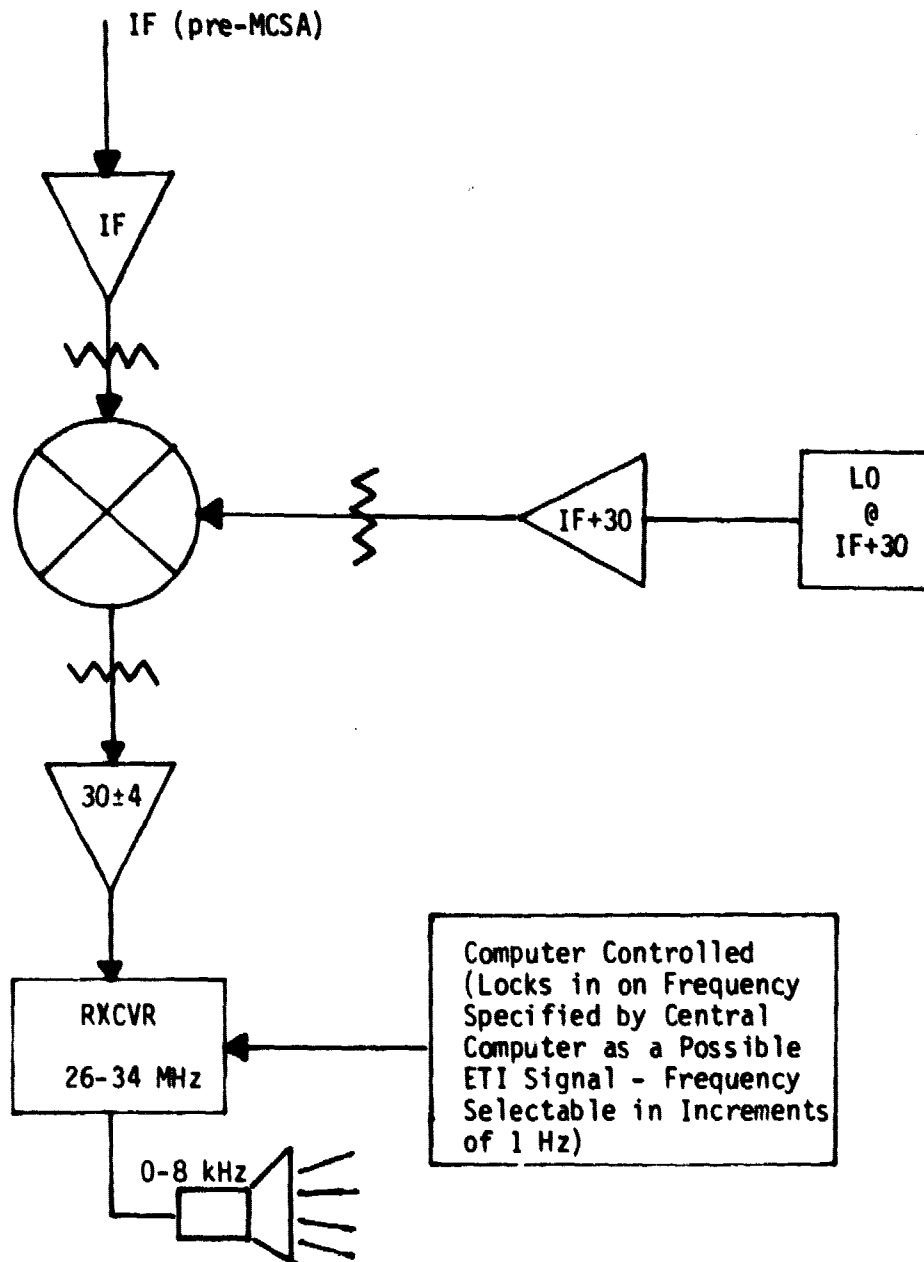 IF (pre-MCSA)
IF
IF+30
LO
@
IF+30
30±4
RXCVR
26-34 MHz
Computer Controlled
(Locks in on Frequency
Specified by Central
Computer as a Possible
ETI Signal - Frequency
Selectable in Increments
of 1 Hz)
0-8 kHz